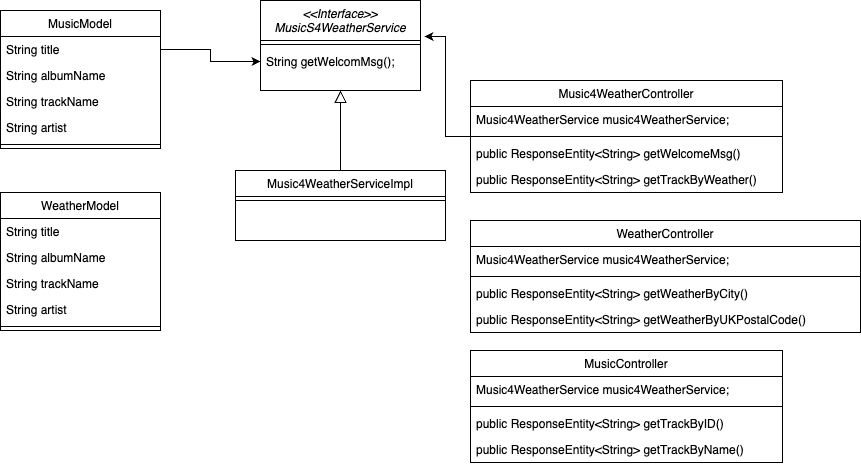 MusicModel
String title
String albumName
String trackName
String artist
<<Interface>>
MusicS4WeatherService
String getWelcomMsg();
Music4WeatherController
Music4WeatherService music4WeatherService;
public ResponseEntity<String> getWelcomeMsg()
public ResponseEntity<String> getTrackByWeather()
Music4WeatherServiceImpl
WeatherModel
String title
String albumName
String trackName
String artist
WeatherController
Music4WeatherService music4WeatherService;
public ResponseEntity<String> getWeatherByCity()
public ResponseEntity<String> getWeatherByUKPostalCode()
MusicController
Music4WeatherService music4WeatherService;
public ResponseEntity<String> getTrackByID()
public ResponseEntity<String> getTrackByName()